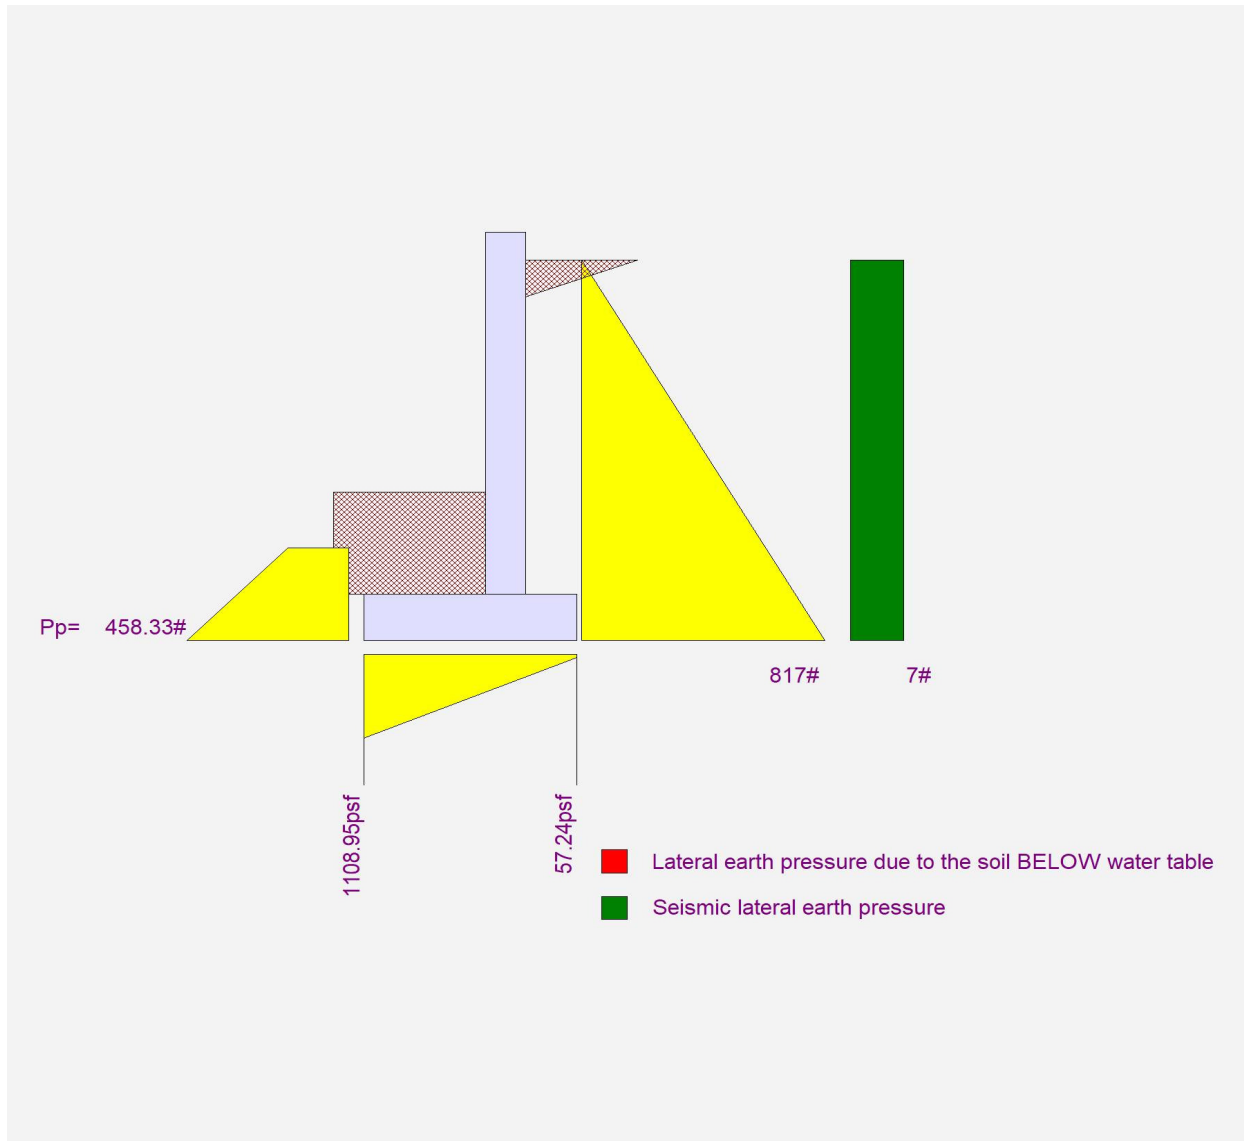 Pp= 458.33#
817# 7#
1108.95psf
57.24psf
Lateral earth pressure due to the soil BELOW water table
Seismic lateral earth pressure